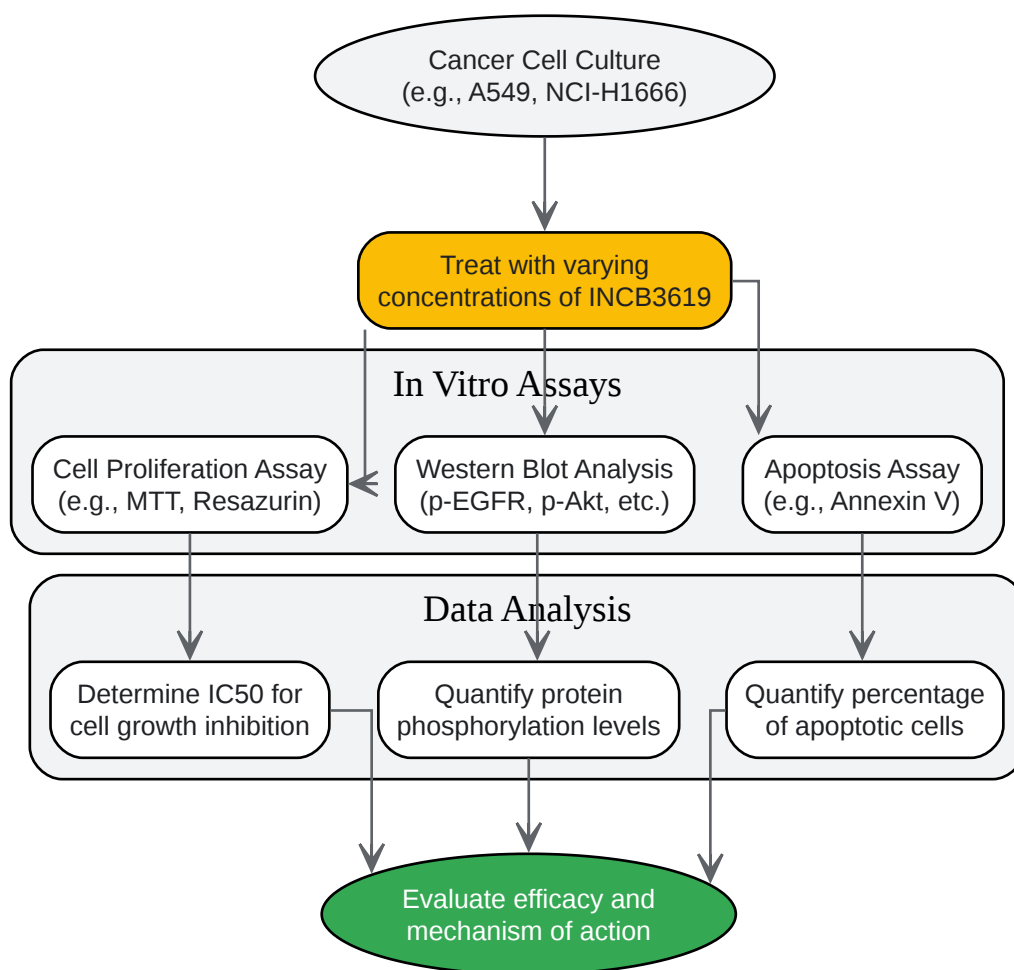 Cancer Cell Culture
(e.g., A549, NCI-H1666)
Treat with varying
concentrations of INCB3619
In Vitro Assays
Cell Proliferation Assay
(e.g., MTT, Resazurin)
Western Blot Analysis
(p-EGFR, p-Akt, etc.)
Apoptosis Assay
(e.g., Annexin V)
Data Analysis
Determine IC50 for
cell growth inhibition
Quantify protein
phosphorylation levels
Quantify percentage
of apoptotic cells
Evaluate efficacy and
mechanism of action